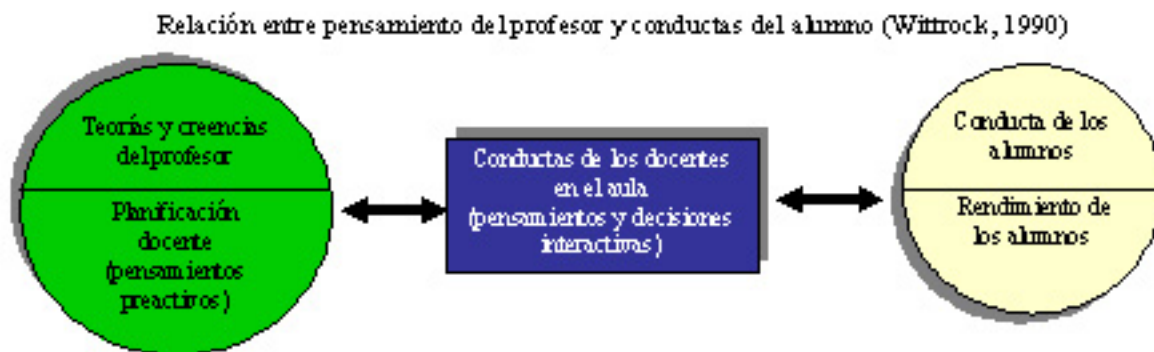 Relación entre pensamiento del profesor y conductas del alumno (Wittrock, 1990)
Teorías y creencias
del profesor
Planificación
docente
(pensamientos
preactivos)
Conductas de los docentes
en el aula
(pensamientos y decisiones
interactivas)
Conducta de los
alumnos
Rendimiento de
los alumnos